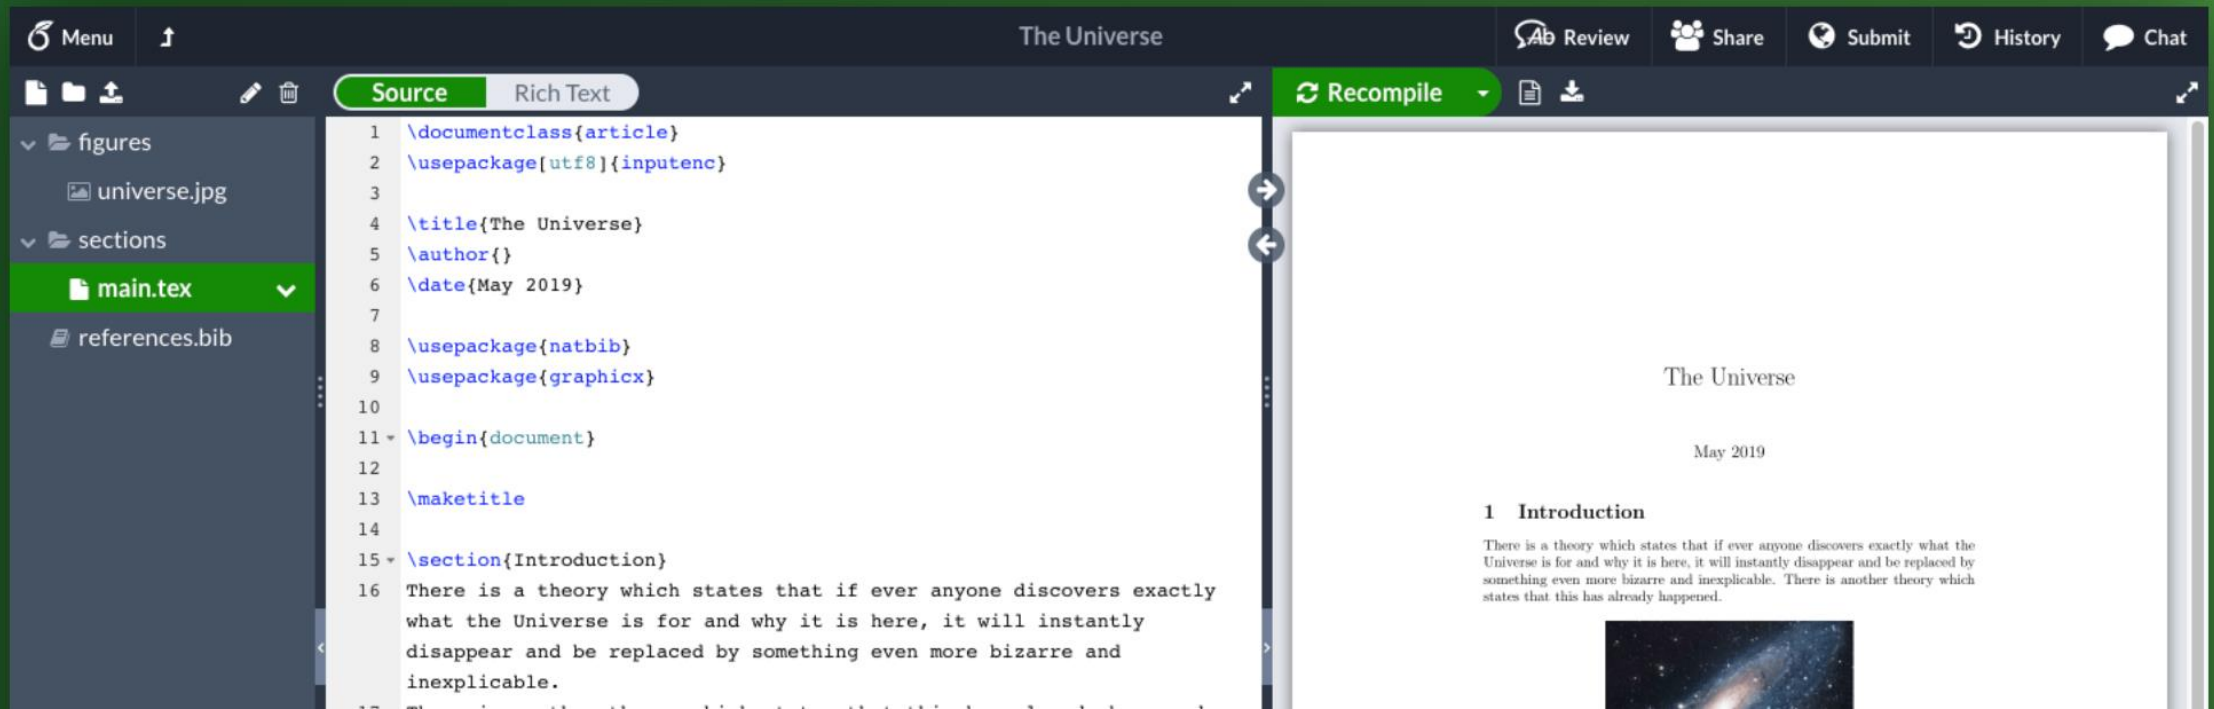 Menu
The Universe
Review
Share
Submit
History
Chat
Source
Rich Text
Recompile
figures
universe.jpg
sections
main.tex
references.bib
1 \documentclass{article}
2 \usepackage[utf8]{inputenc}
3
4 \title{The Universe}
5 \author{}
6 \date{May 2019}
7
8 \usepackage{natbib}
9 \usepackage{graphicx}
10
11 \begin{document}
12
13 \maketitle
14
15 \section{Introduction}
16 There is a theory which states that if ever anyone discovers exactly
what the Universe is for and why it is here, it will instantly
disappear and be replaced by something even more bizarre and
inexplicable.
The Universe
May 2019
1 Introduction
There is a theory which states that if ever anyone discovers exactly what the
Universe is for and why it is here, it will instantly disappear and be replaced by
something even more bizarre and inexplicable. There is another theory which
states that this has already happened.